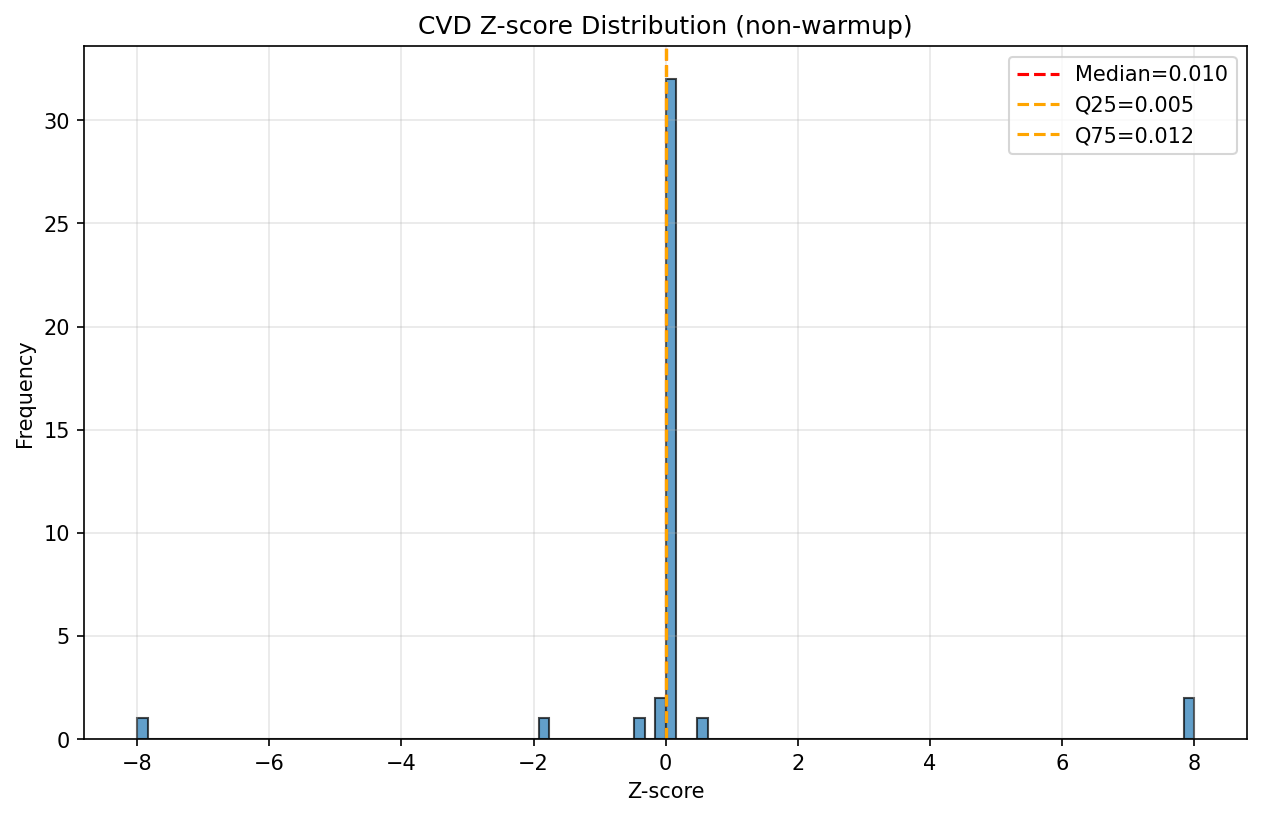 CVD Z-score Distribution (non-warmup)
Median=0.010
Q25=0.005
Q75=0.012
30
25
20
15
10
5
0
Frequency
−8
−6
−4
−2
0
2
4
6
8
Z-score